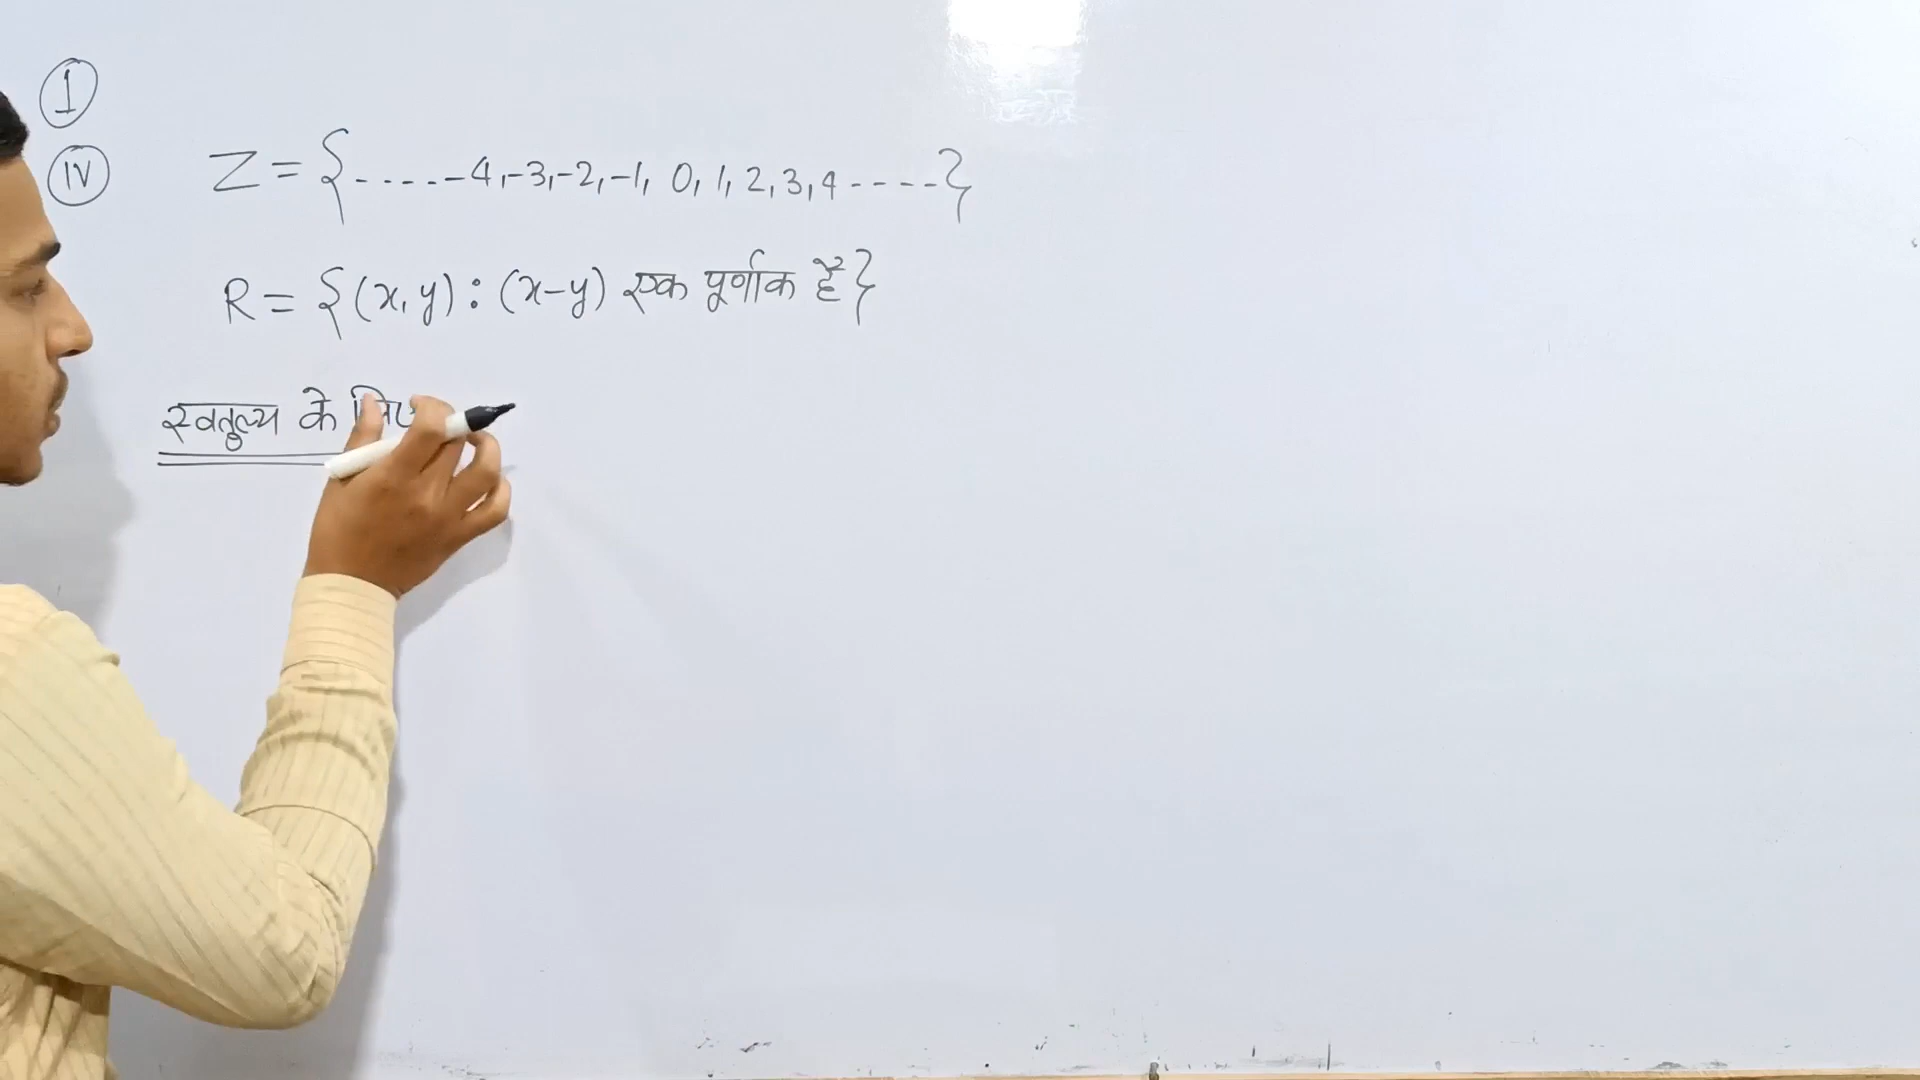 I
IV
Z = {.....-4,-3,-2,-1, 0, 1, 2, 3, 4 ----}
R = {(x, y) : (x-y) एक पूर्णांक है}
स्वतुल्य के